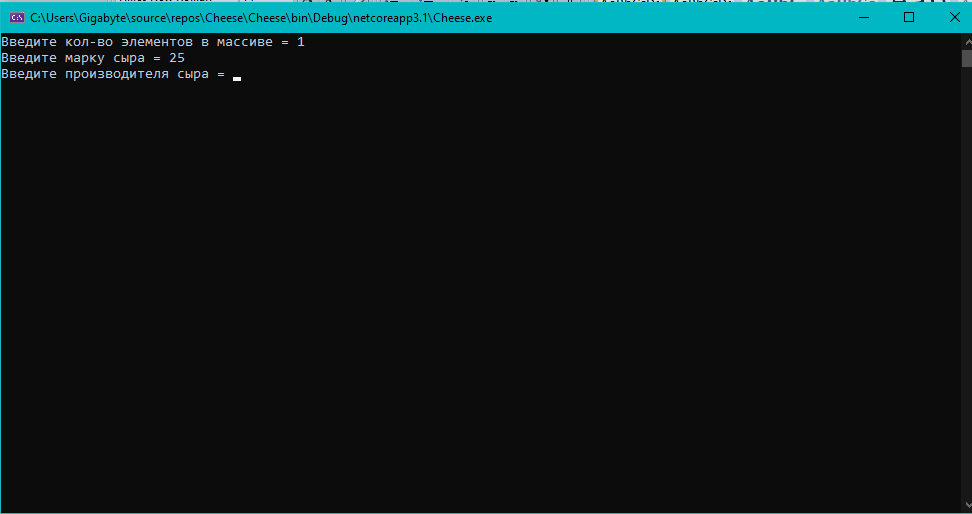 C:\Users\Gigabyte\source\repos\Cheese\Cheese\bin\Debug\netcoreapp3.1\Cheese.exe
Введите кол-во элементов в массиве = 1
Введите марку сыра = 25
Введите производителя сыра =